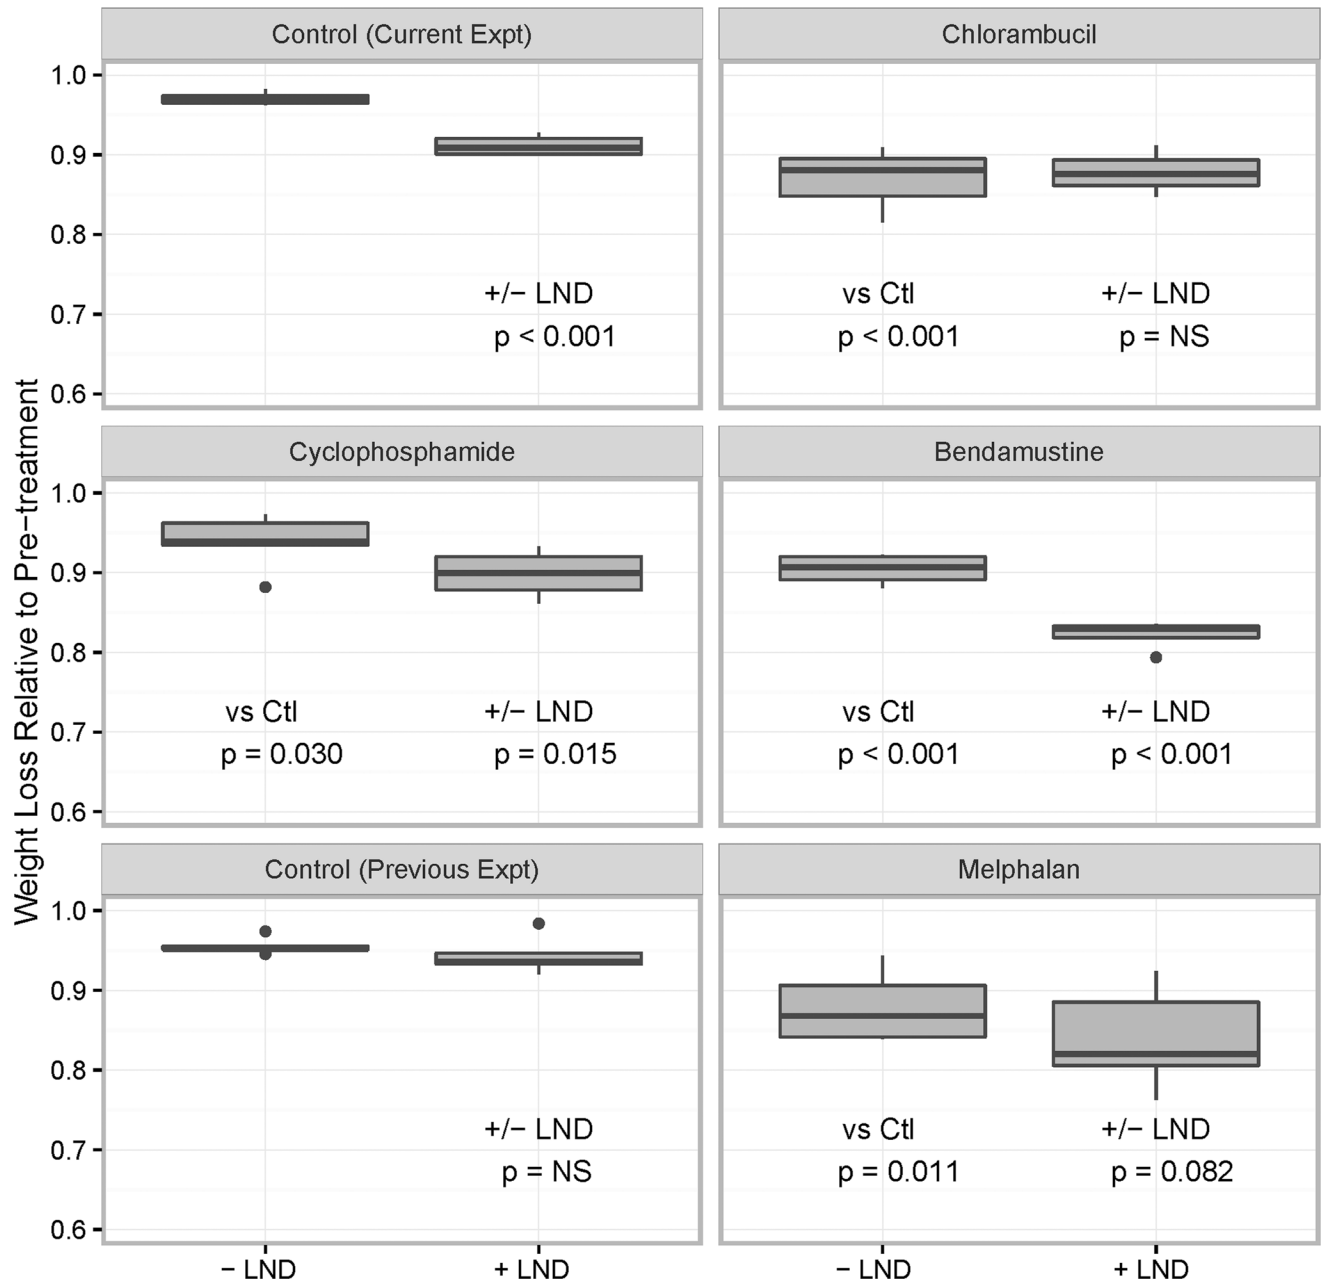 Control (Current Expt)
Chlorambucil
1.0
0.9
0.8
0.7
0.6
+/− LND
p < 0.001
vs Ctl
p < 0.001
+/− LND
p = NS
Weight Loss Relative to Pre−treatment
Cyclophosphamide
Bendamustine
1.0
0.9
0.8
0.7
0.6
vs Ctl
p = 0.030
+/− LND
p = 0.015
vs Ctl
p < 0.001
+/− LND
p < 0.001
Control (Previous Expt)
Melphalan
1.0
0.9
0.8
0.7
0.6
+/− LND
p = NS
vs Ctl
p = 0.011
+/− LND
p = 0.082
− LND
+ LND
− LND
+ LND